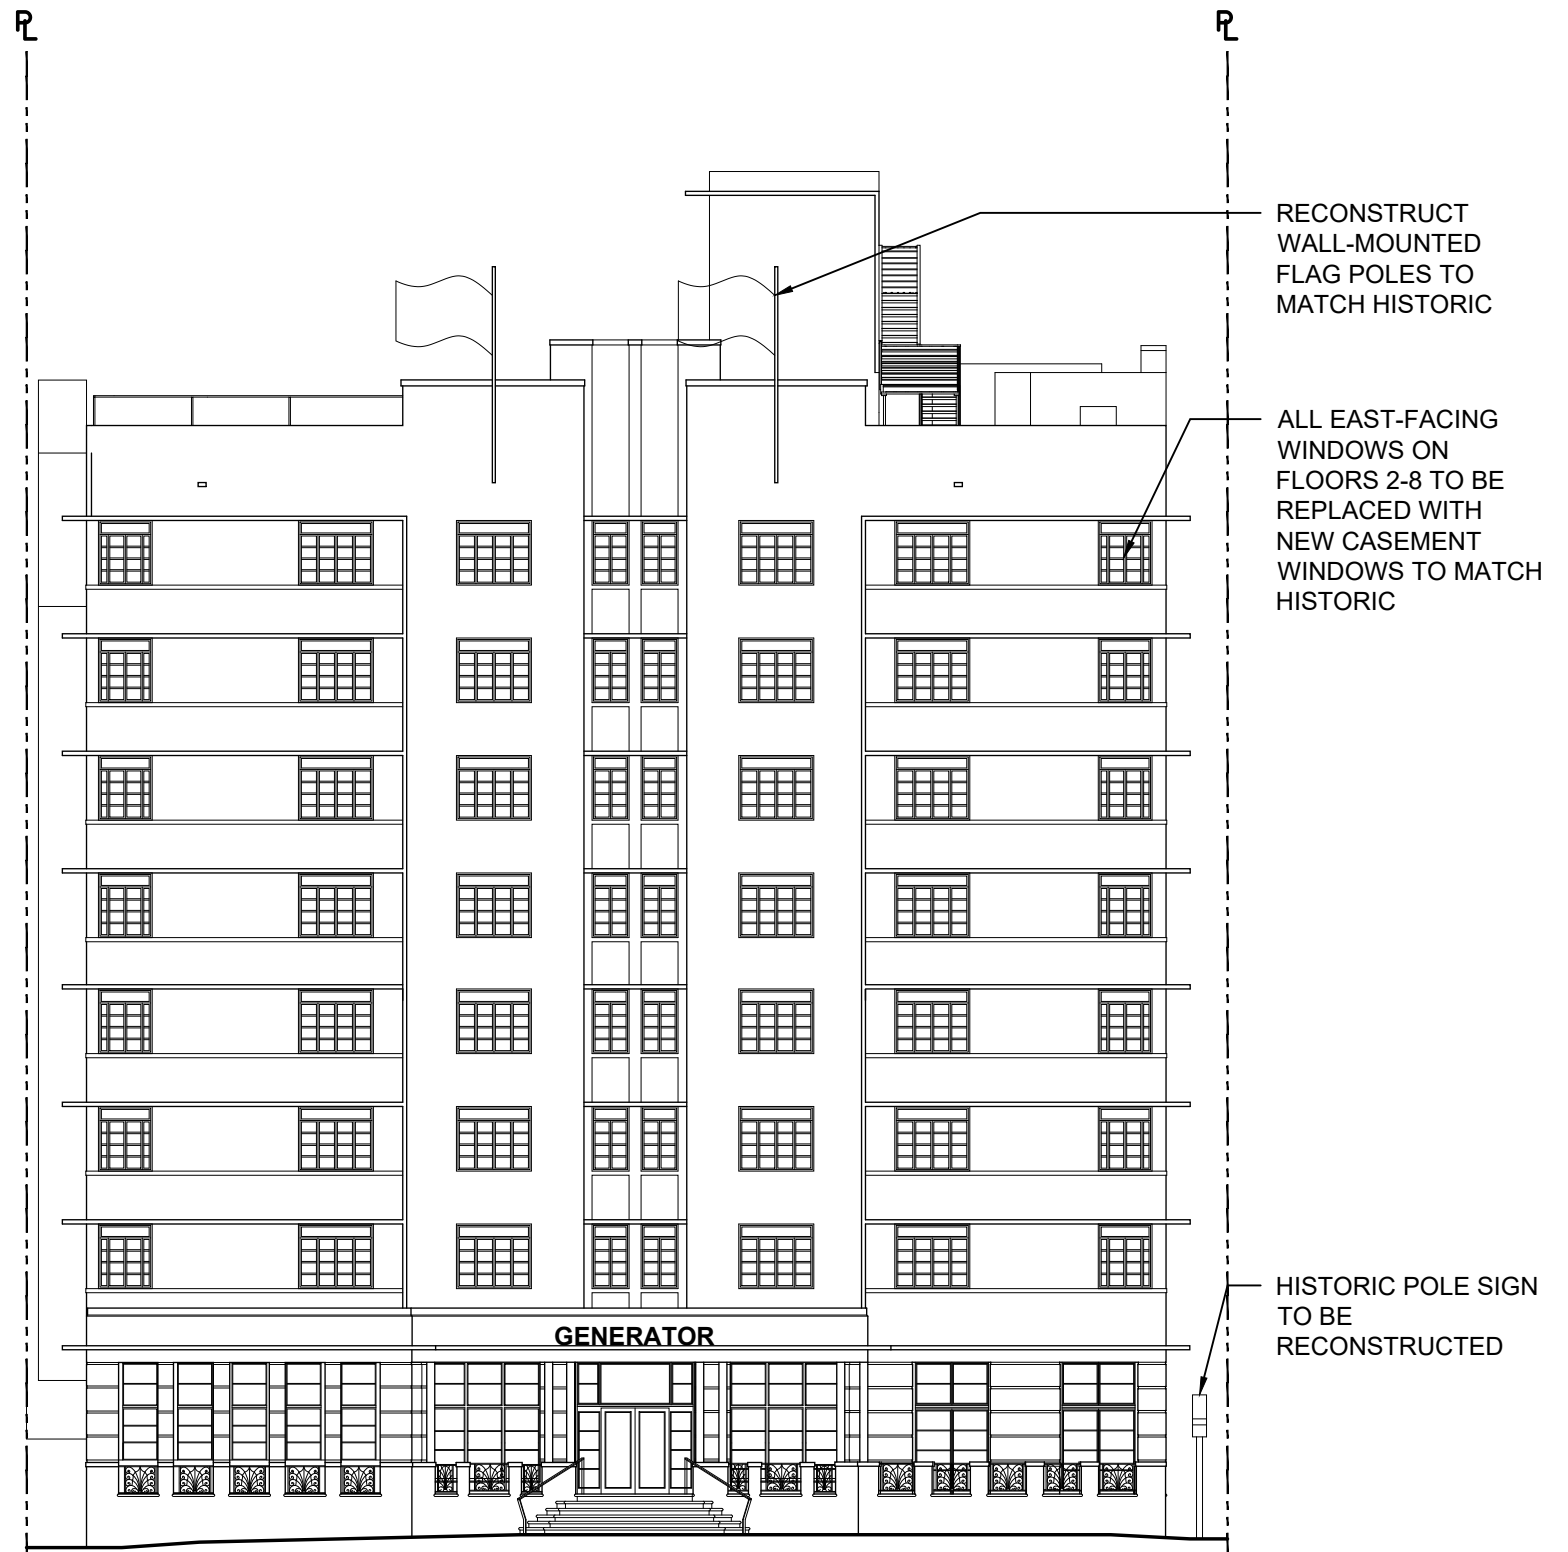 PL
PL
RECONSTRUCT
WALL-MOUNTED
FLAG POLES TO
MATCH HISTORIC
ALL EAST-FACING
WINDOWS ON
FLOORS 2-8 TO BE
REPLACED WITH
NEW CASEMENT
WINDOWS TO MATCH
HISTORIC
HISTORIC POLE SIGN
TO BE
RECONSTRUCTED
GENERATOR